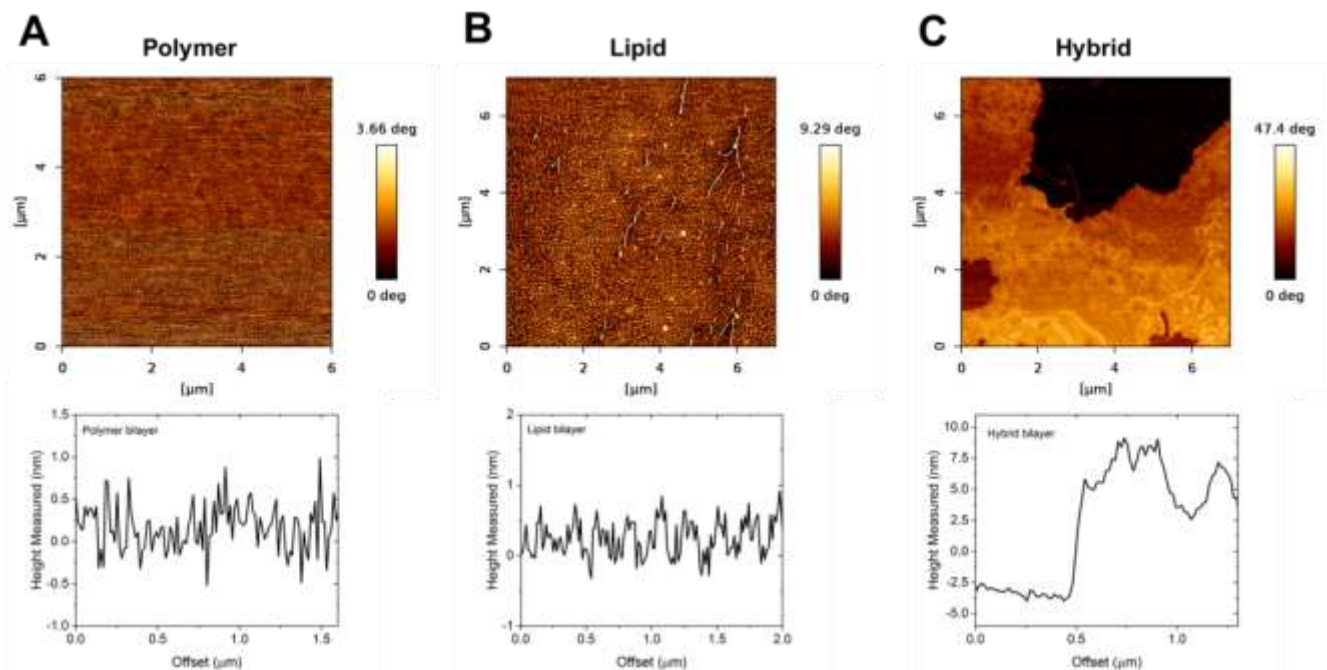 A
Polymer
6
4
2
0
[µm]
0
2
4
6
[µm]
3.66 deg
0 deg
B
Lipid
6
4
2
0
[µm]
0
2
4
6
[µm]
9.29 deg
0 deg
C
Hybrid
6
4
2
0
[µm]
0
2
4
6
[µm]
47.4 deg
0 deg
Polymer bilayer
Height Measured (nm)
1.5
1.0
0.5
0.0
-0.5
-1.0
0.0
0.5
1.0
1.5
Offset (µm)
Lipid bilayer
Height Measured (nm)
2
1
0
-1
0.0
0.5
1.0
1.5
2.0
Offset (µm)
Hybrid bilayer
Height Measured (nm)
10.0
7.5
5.0
2.5
0.0
-2.5
-5.0
0.0
0.5
1.0
Offset (µm)